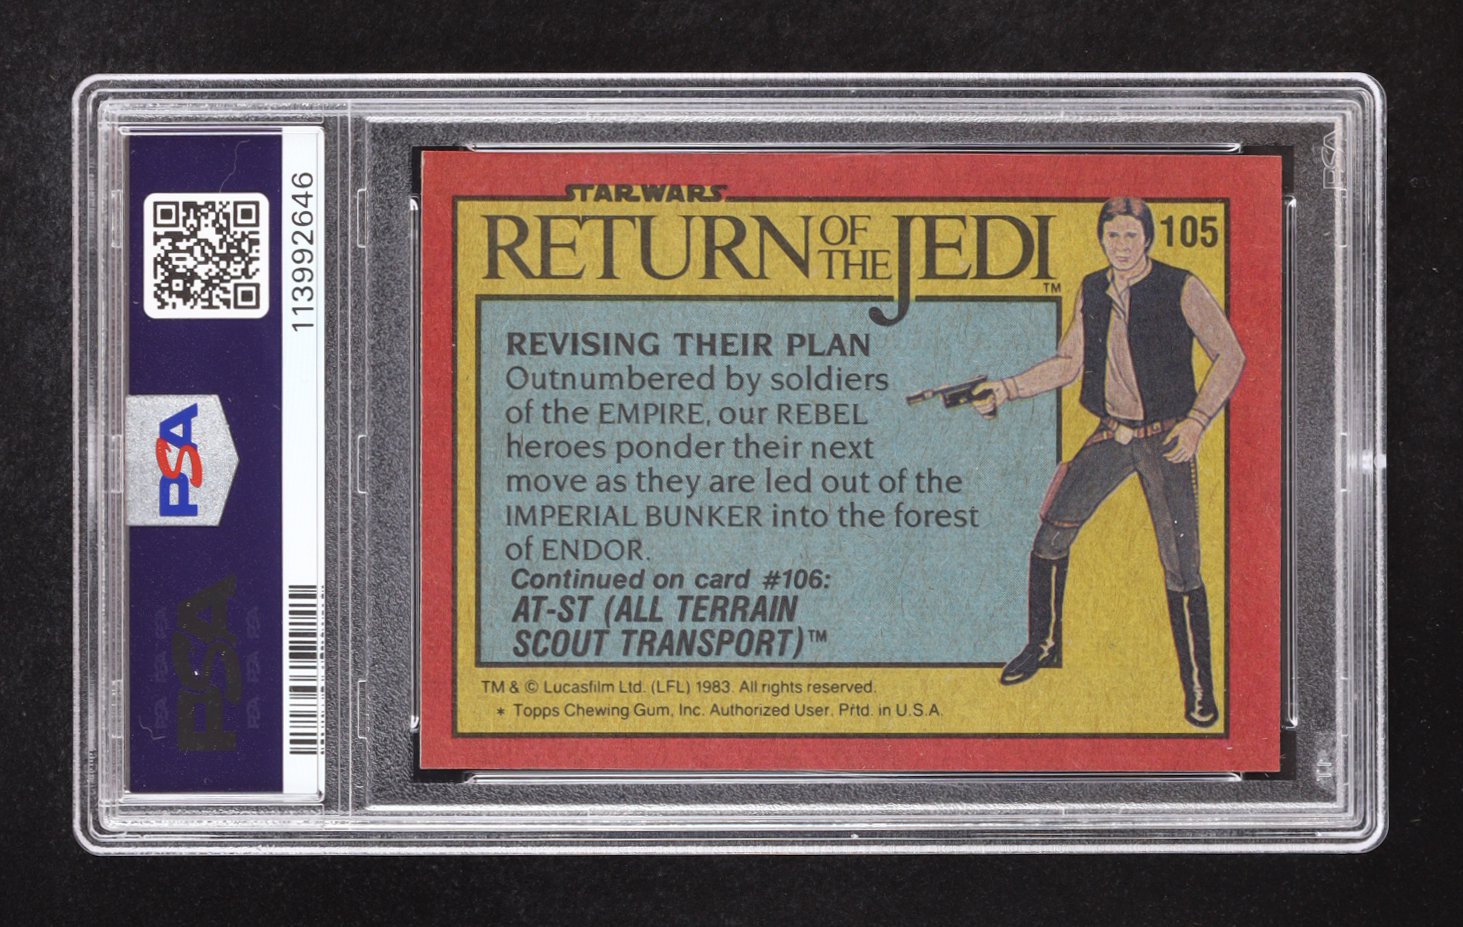 113992646
PSA
PSA
STAR WARS
RETURN OF THE JEDI™
105
REVISING THEIR PLAN
Outnumbered by soldiers
of the EMPIRE, our REBEL
heroes ponder their next
move as they are led out of the
IMPERIAL BUNKER into the forest
of ENDOR.
Continued on card #106:
AT-ST (ALL TERRAIN
SCOUT TRANSPORT)™
TM & © Lucasfilm Ltd. (LFL) 1983. All rights reserved.
* Topps Chewing Gum, Inc. Authorized User. Prtd. in U.S.A.
PSA